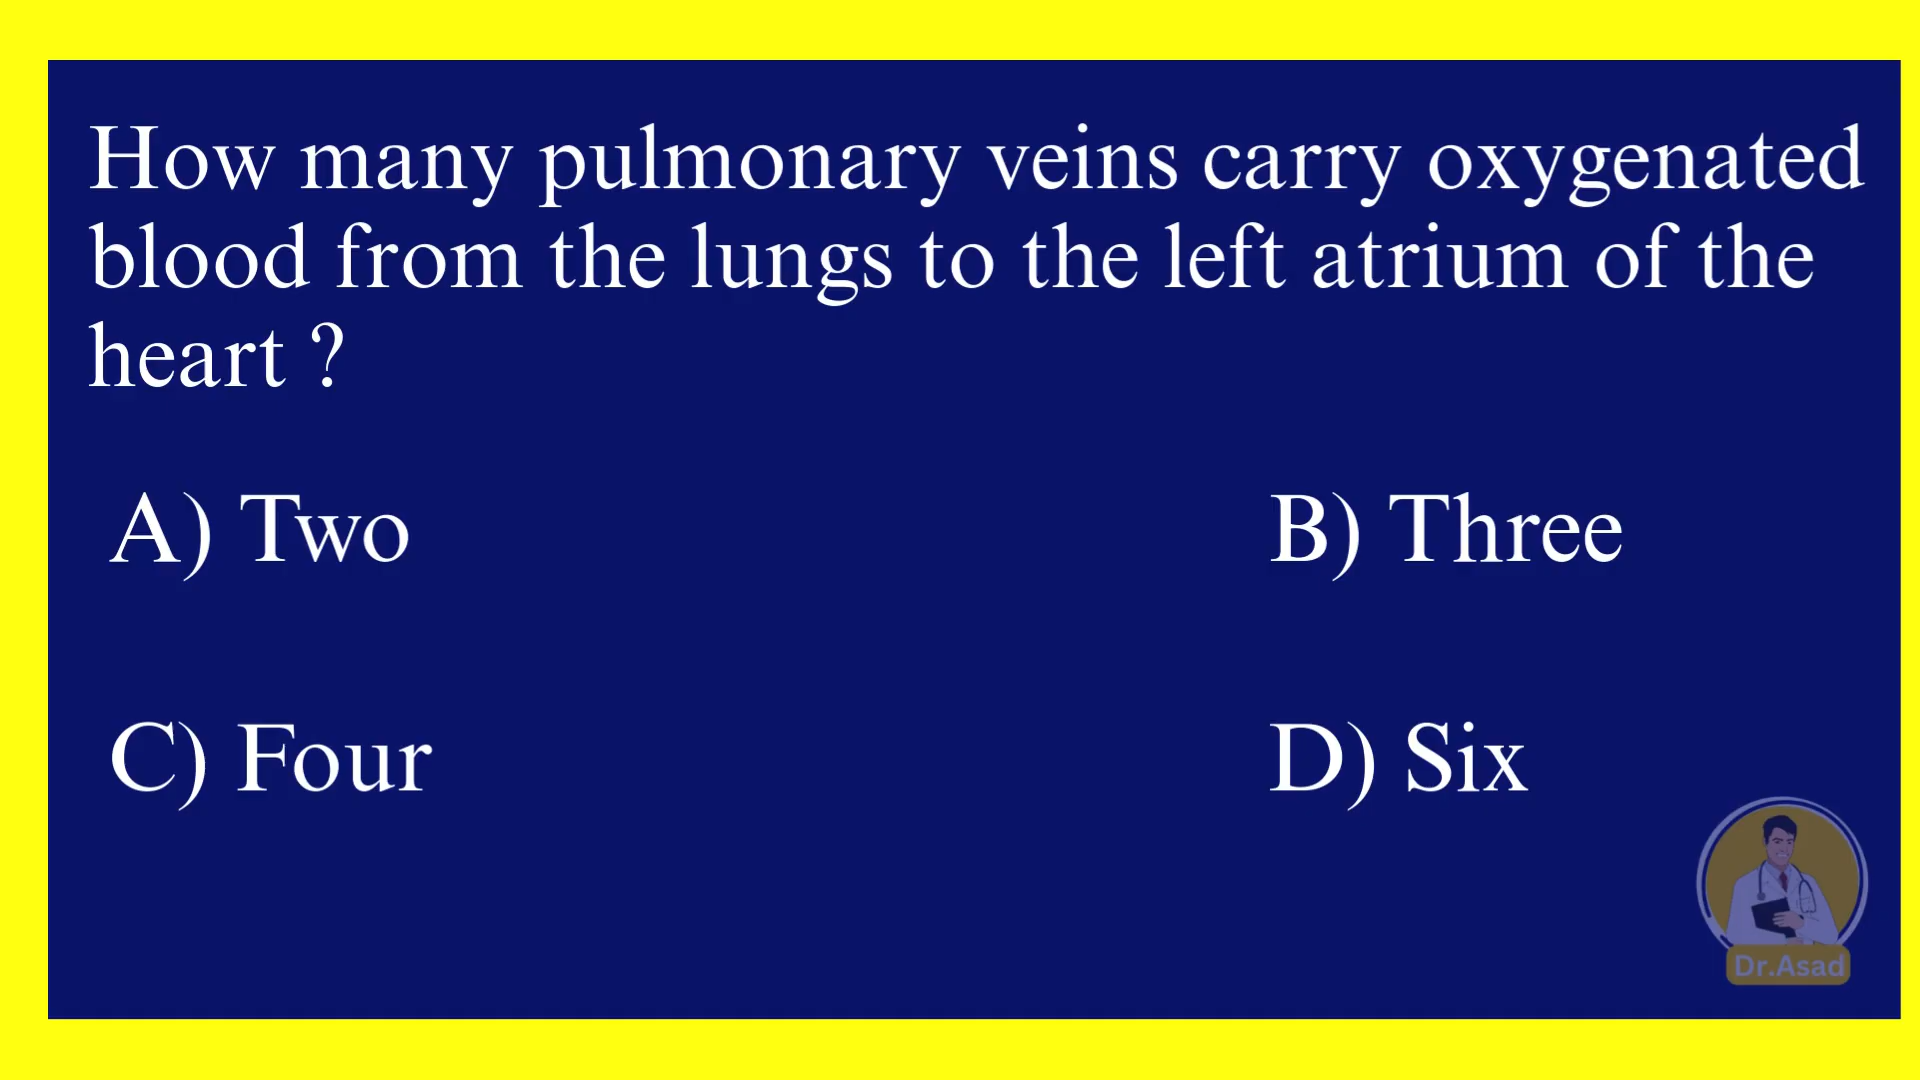 How many pulmonary veins carry oxygenated
blood from the lungs to the left atrium of the
heart ?
A) Two
B) Three
C) Four
D) Six
Dr.Asad